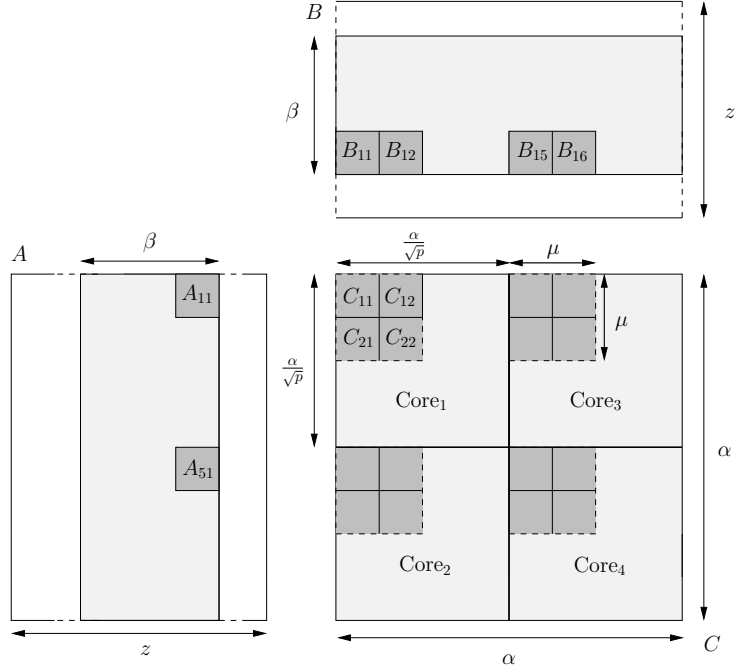 B
β
z
B₁₁ B₁₂ B₁₅ B₁₆
A
β
α/√p
μ
A₁₁
C₁₁ C₁₂
C₂₁ C₂₂
μ
α/√p
Core₁ Core₃
α
A₅₁
Core₂ Core₄
z
α
C